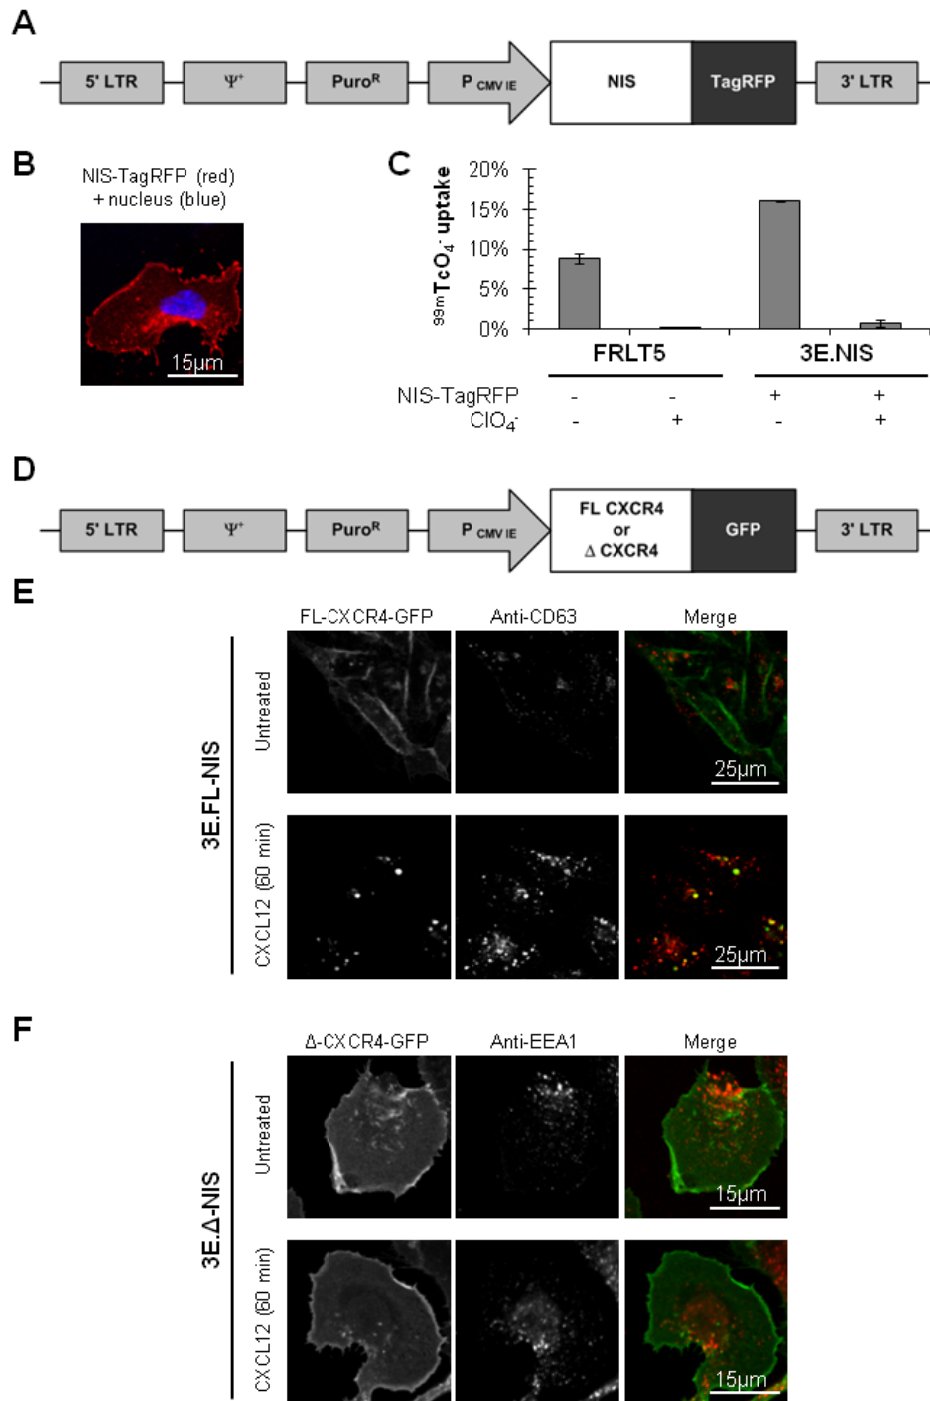 A
5' LTR Ψ⁺ Puroᴿ P CMV IE NIS TagRFP 3' LTR
B
NIS-TagRFP (red)
+ nucleus (blue)
15µm
C
⁹⁹ᵐTcO₄⁻ uptake
20%
15%
10%
5%
0%
FRLT5 3E.NIS
NIS-TagRFP - - + +
ClO₄⁻ - + - +
D
5' LTR Ψ⁺ Puroᴿ P CMV IE FL CXCR4 or Δ CXCR4 GFP 3' LTR
E
FL-CXCR4-GFP Anti-CD63 Merge
3E.FL-NIS
Untreated
25µm
CXCL12 (60 min)
25µm
F
Δ-CXCR4-GFP Anti-EEA1 Merge
3E.Δ-NIS
Untreated
15µm
CXCL12 (60 min)
15µm